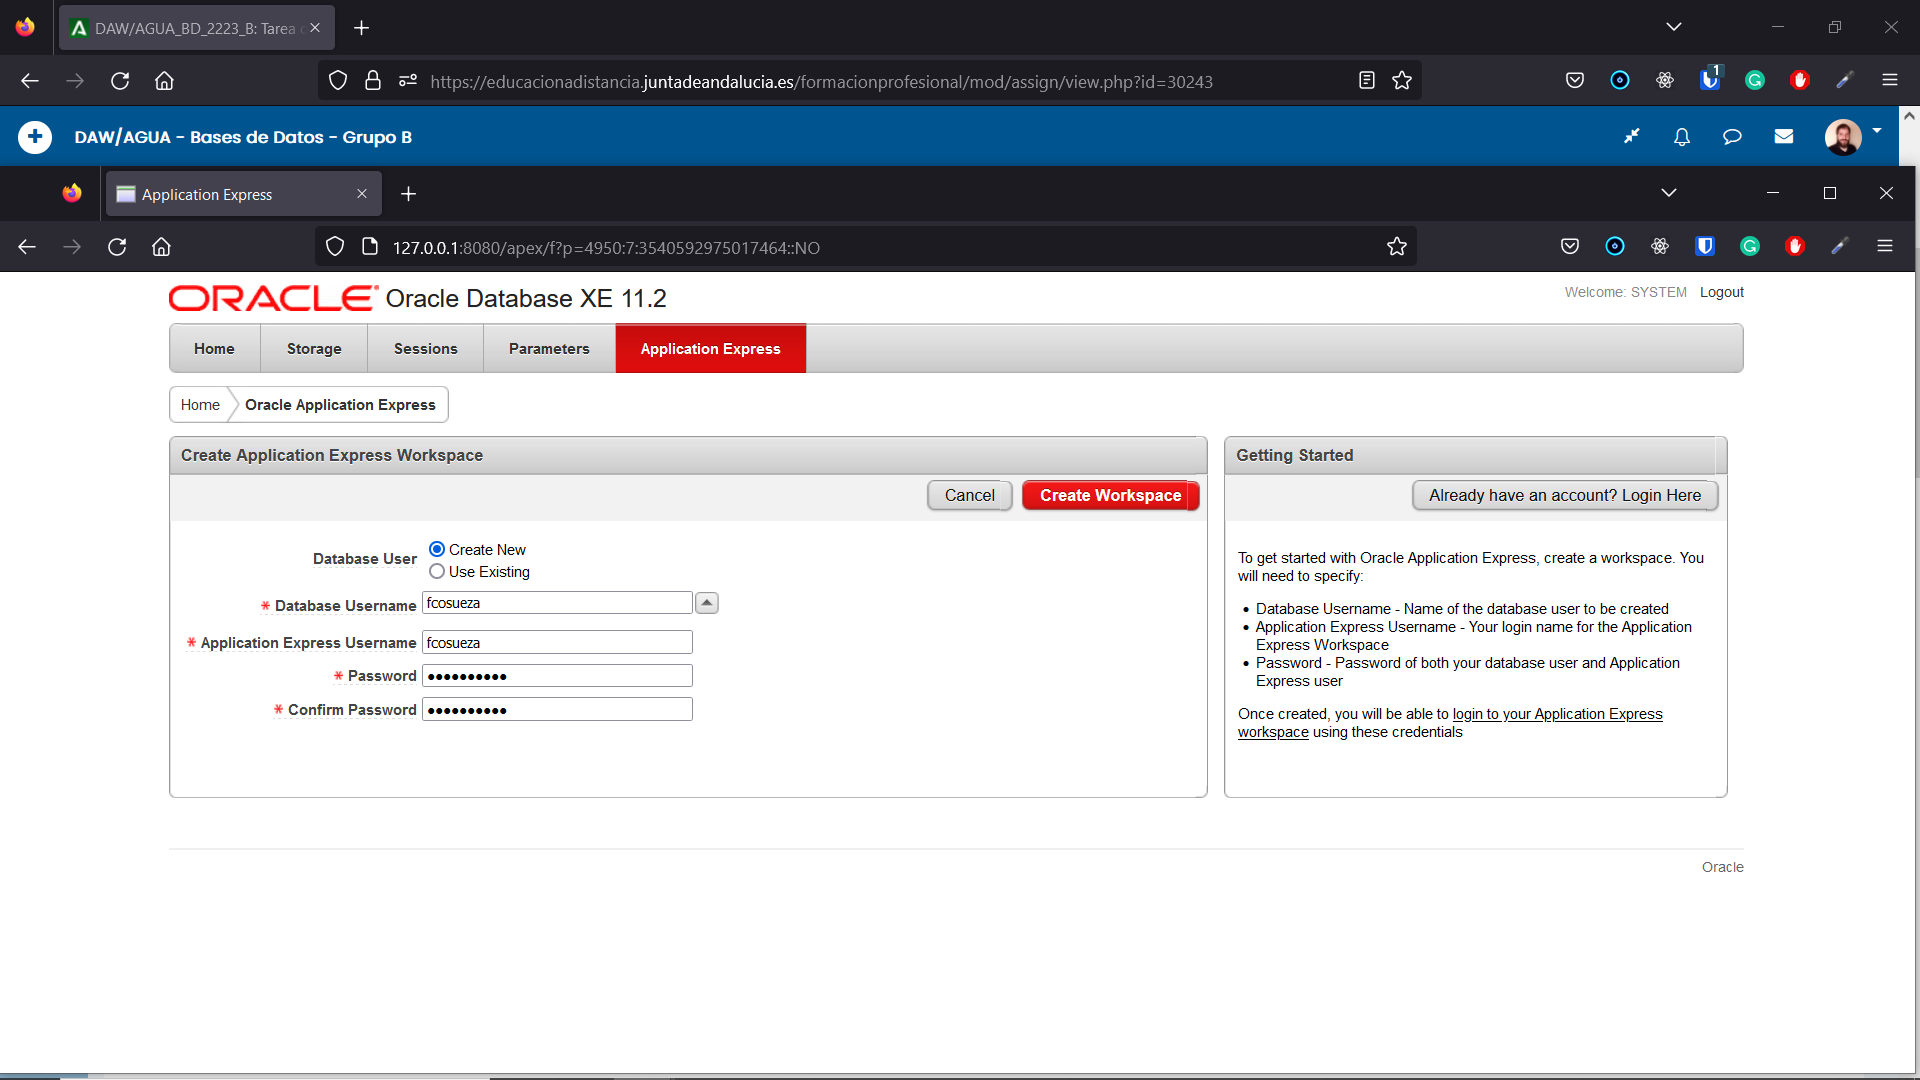 DAW/AGUA_BD_2223_B: Tarea
https://educacionadistancia.juntadeandalucia.es/formacionprofesional/mod/assign/view.php?id=30243
1
DAW/AGUA - Bases de Datos - Grupo B
Application Express
127.0.0.1:8080/apex/f?p=4950:7:3540592975017464::NO
ORACLE Oracle Database XE 11.2
Welcome: SYSTEM Logout
Home Storage Sessions Parameters Application Express
Home Oracle Application Express
Create Application Express Workspace
Cancel Create Workspace
Database User
Create New
Use Existing
* Database Username fcosueza
* Application Express Username fcosueza
* Password ●●●●●●●●●●
* Confirm Password ●●●●●●●●●●
Getting Started
Already have an account? Login Here
To get started with Oracle Application Express, create a workspace. You
will need to specify:
• Database Username - Name of the database user to be created
• Application Express Username - Your login name for the Application
Express Workspace
• Password - Password of both your database user and Application
Express user
Once created, you will be able to login to your Application Express
workspace using these credentials
Oracle